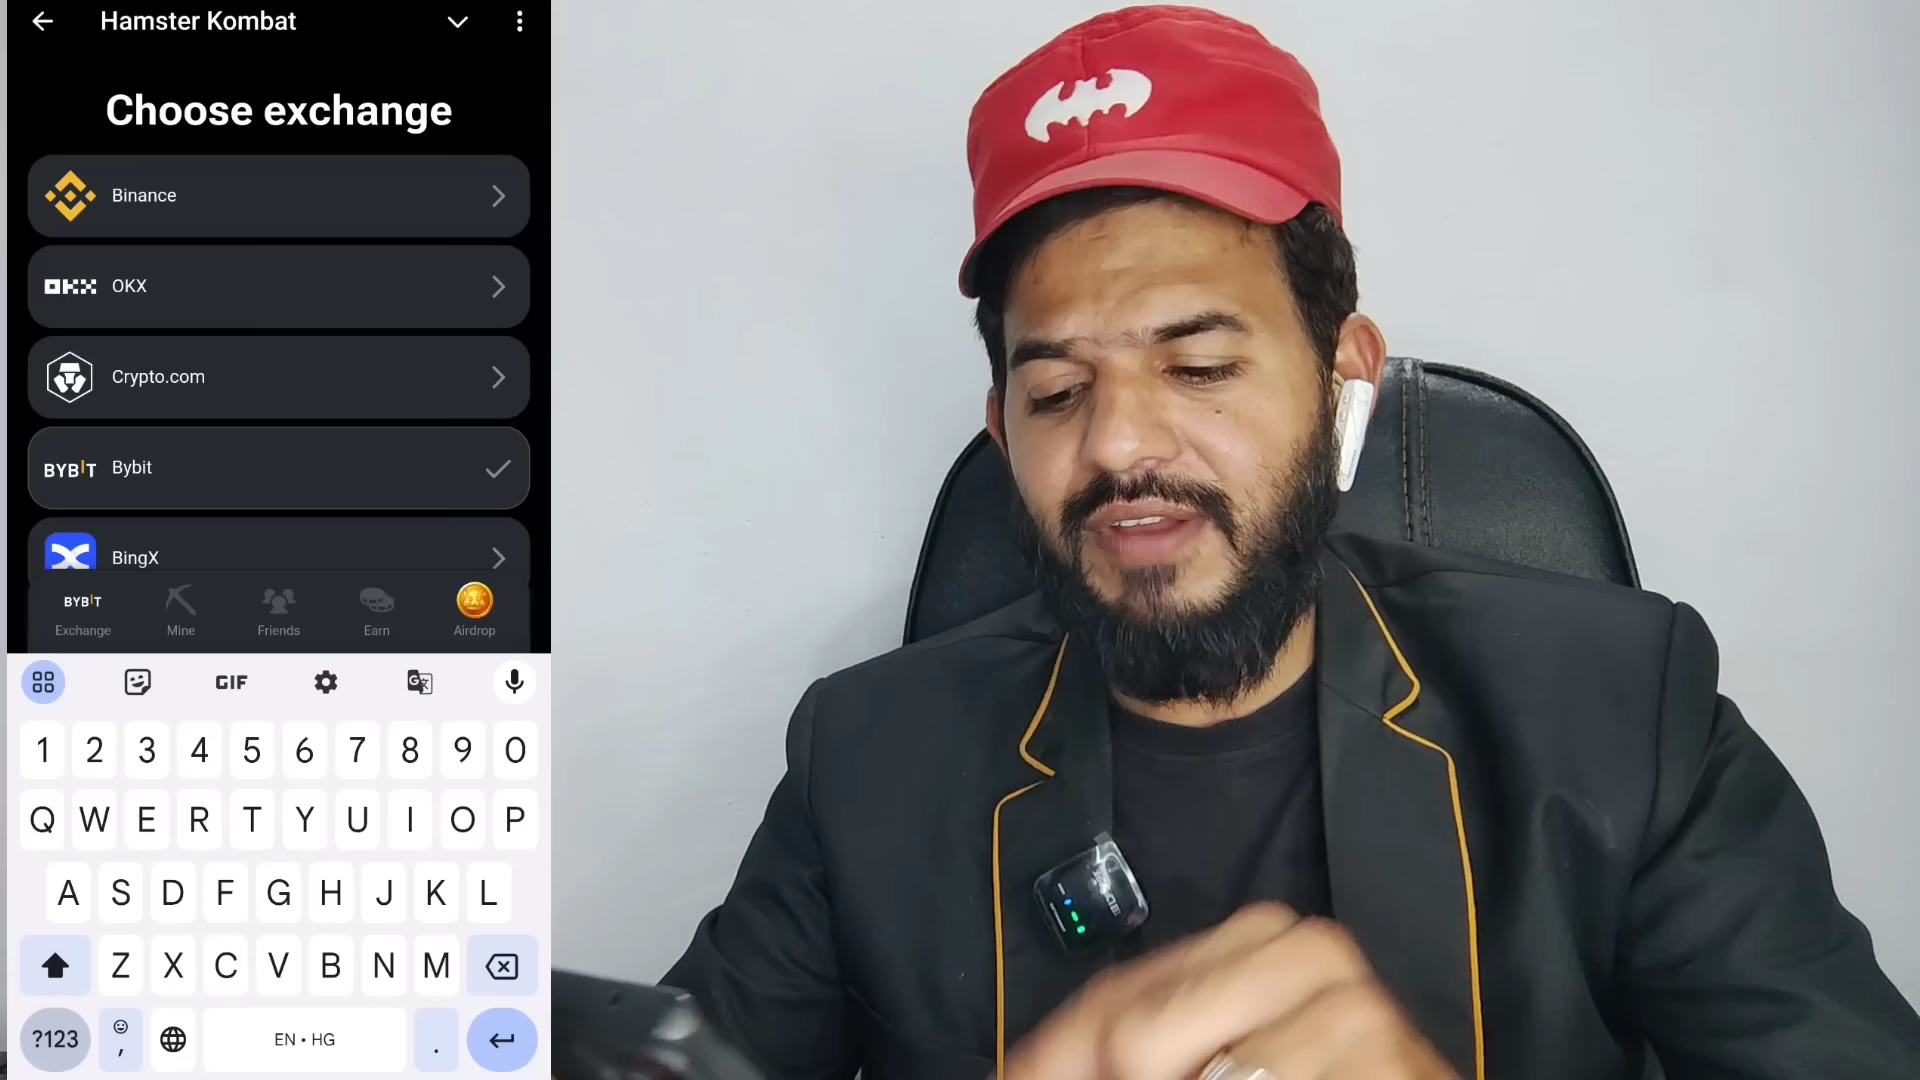 Hamster Kombat
Choose exchange
Binance
OKX OKX
Crypto.com
BYBIT Bybit
BingX
BYBIT
Exchange Mine Friends Earn Airdrop
GIF
1 2 3 4 5 6 7 8 9 0
Q W E R T Y U I O P
A S D F G H J K L
Z X C V B N M
?123 , EN • HG .